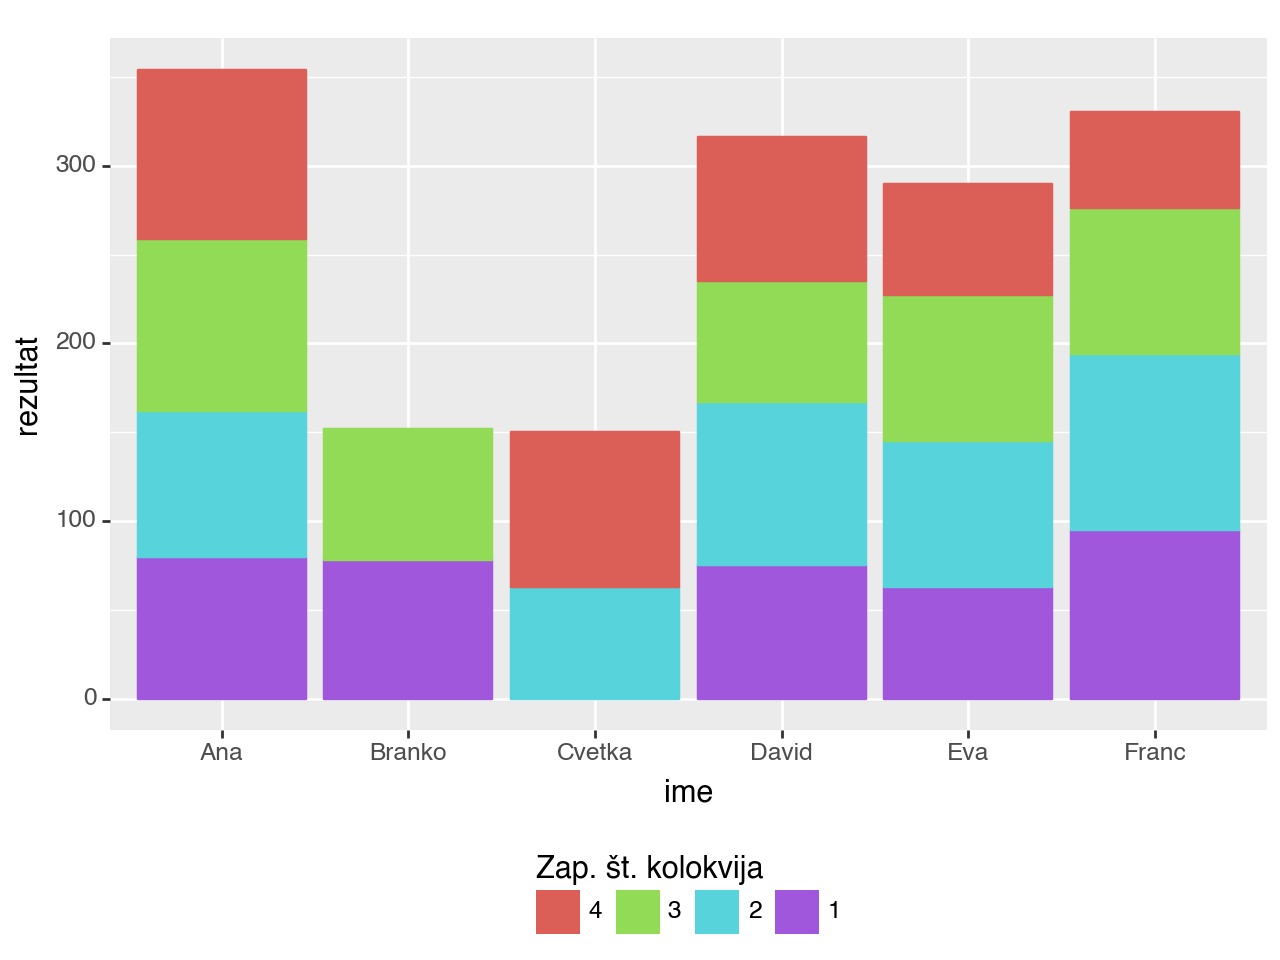 rezultat
300
200
100
0
Ana Branko Cvetka David Eva Franc
ime
Zap. št. kolokvija
4 3 2 1